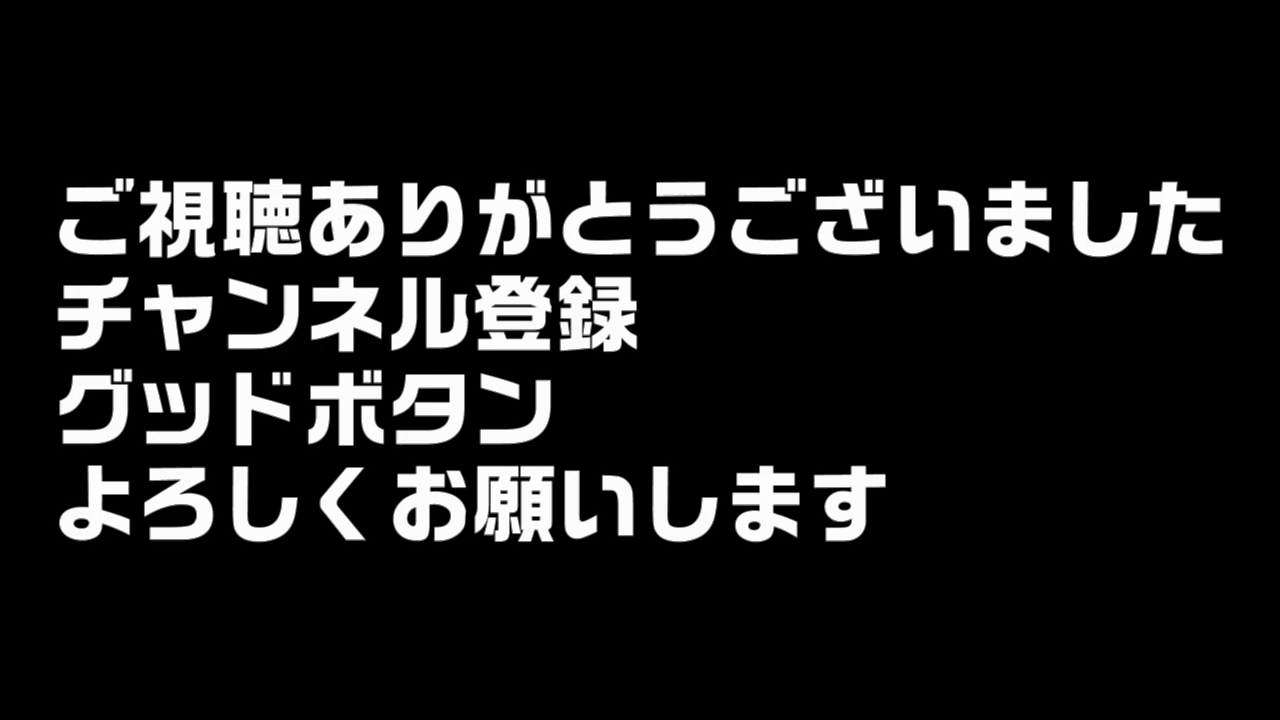 ご視聴ありがとうございました
チャンネル登録
グッドボタン
よろしくお願いします